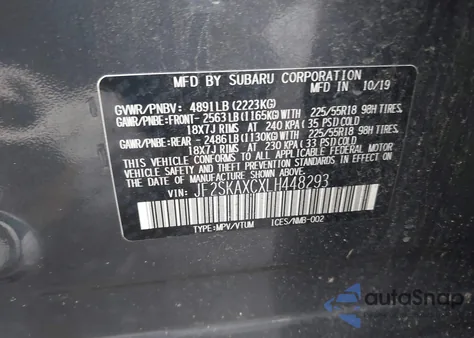 MFD BY SUBARU CORPORATION
MFD IN 10/19
GVWR/PNBV: 4891LB(2223KG)
GAWR/PNBE:FRONT-2563LB(1165KG)WITH 225/55R18 98H TIRES,
18X7J RIMS AT 240 KPA( 35 PSI)COLD
GAWR/PNBE:REAR -2486LB(1130KG)WITH 225/55R18 98H TIRES,
18X7J RIMS AT 230 KPA( 33 PSI)COLD
THIS VEHICLE CONFORMS TO ALL APPLICABLE FEDERAL MOTOR
VEHICLE SAFETY AND THEFT PREVENTION STANDARDS IN
EFFECT ON THE DATE OF MANUFACTURE SHOWN ABOVE.
VIN: JF2SKAXCXLH448293
TYPE:MPV/VTUM ICES/NMB-002
autoSnap